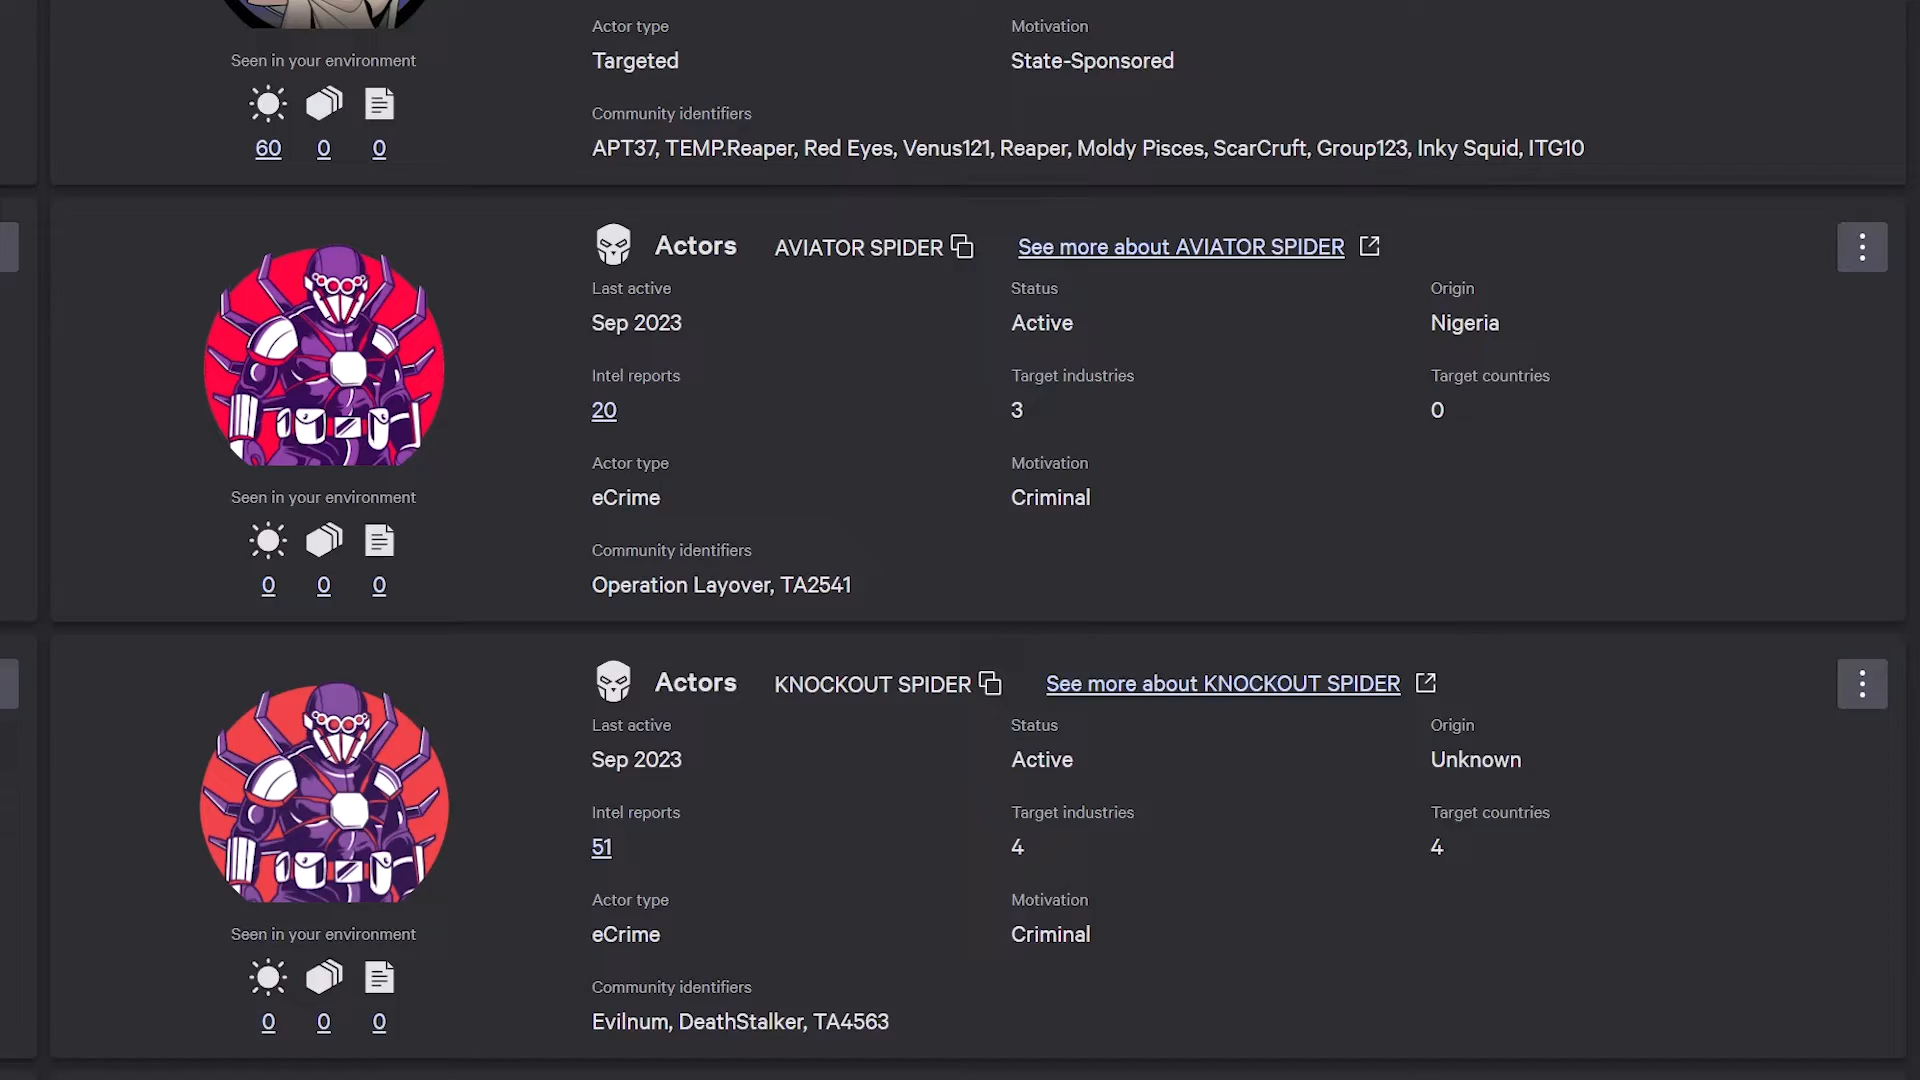 Actor type Motivation
Seen in your environment Targeted State-Sponsored
Community identifiers
60 0 0 APT37, TEMP.Reaper, Red Eyes, Venus121, Reaper, Moldy Pisces, ScarCruft, Group123, Inky Squid, ITG10
Actors AVIATOR SPIDER See more about AVIATOR SPIDER
Last active Status Origin
Sep 2023 Active Nigeria
Intel reports Target industries Target countries
20 3 0
Actor type Motivation
Seen in your environment eCrime Criminal
Community identifiers
0 0 0 Operation Layover, TA2541
Actors KNOCKOUT SPIDER See more about KNOCKOUT SPIDER
Last active Status Origin
Sep 2023 Active Unknown
Intel reports Target industries Target countries
51 4 4
Actor type Motivation
Seen in your environment eCrime Criminal
Community identifiers
0 0 0 Evilnum, DeathStalker, TA4563